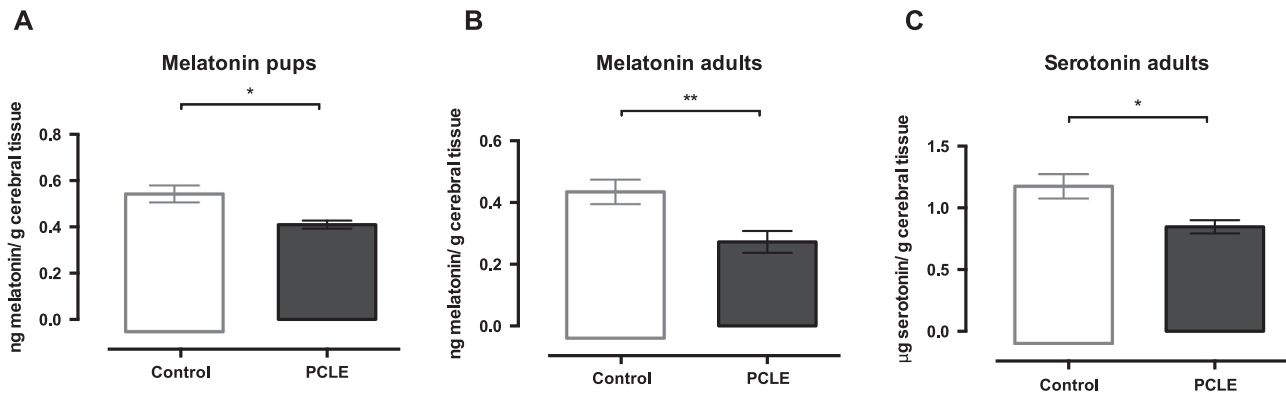 A
Melatonin pups
*
ng melatonin/ g cerebral tissue
0.8
0.6
0.4
0.2
0.0
Control
PCLE
B
Melatonin adults
**
ng melatonin/ g cerebral tissue
0.6
0.4
0.2
0.0
Control
PCLE
C
Serotonin adults
*
µg serotonin/ g cerebral tissue
1.5
1.0
0.5
0.0
Control
PCLE